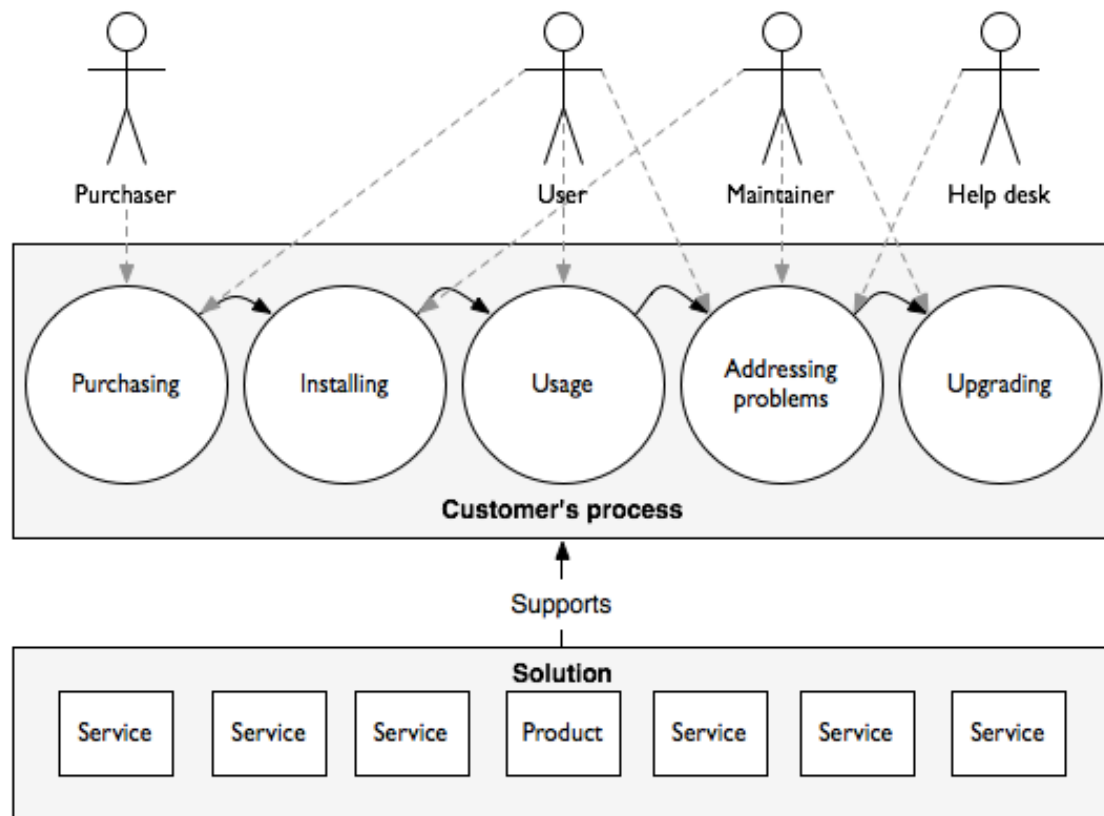 Purchaser
User
Maintainer
Help desk
Purchasing
Installing
Usage
Addressing
problems
Upgrading
Customer's process
Supports
Solution
Service
Service
Service
Product
Service
Service
Service